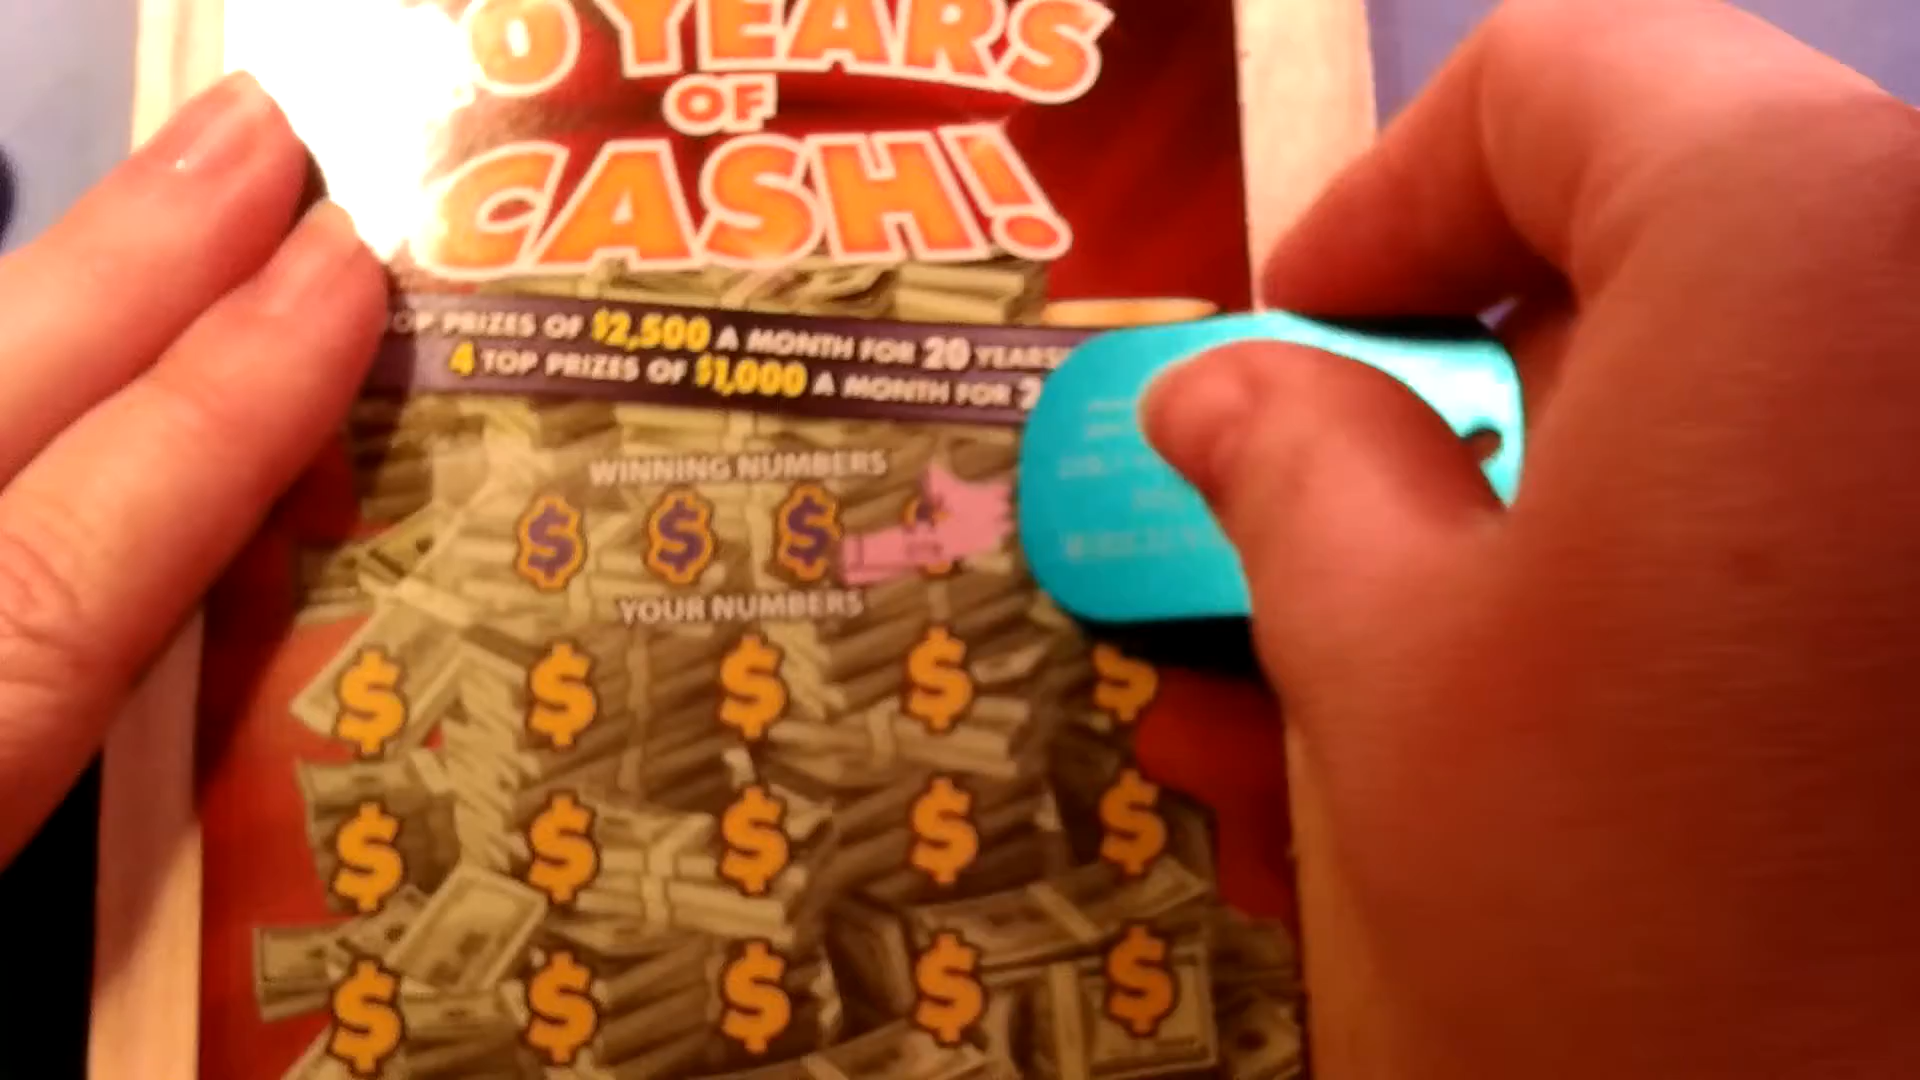 0 YEARS
OF
CASH!
TOP PRIZES OF $2,500 A MONTH FOR 20 YEARS
4 TOP PRIZES OF $1,000 A MONTH FOR 2
WINNING NUMBERS
$ $ $
YOUR NUMBERS
$ $ $ $ $
$ $ $ $ $
$ $ $ $ $